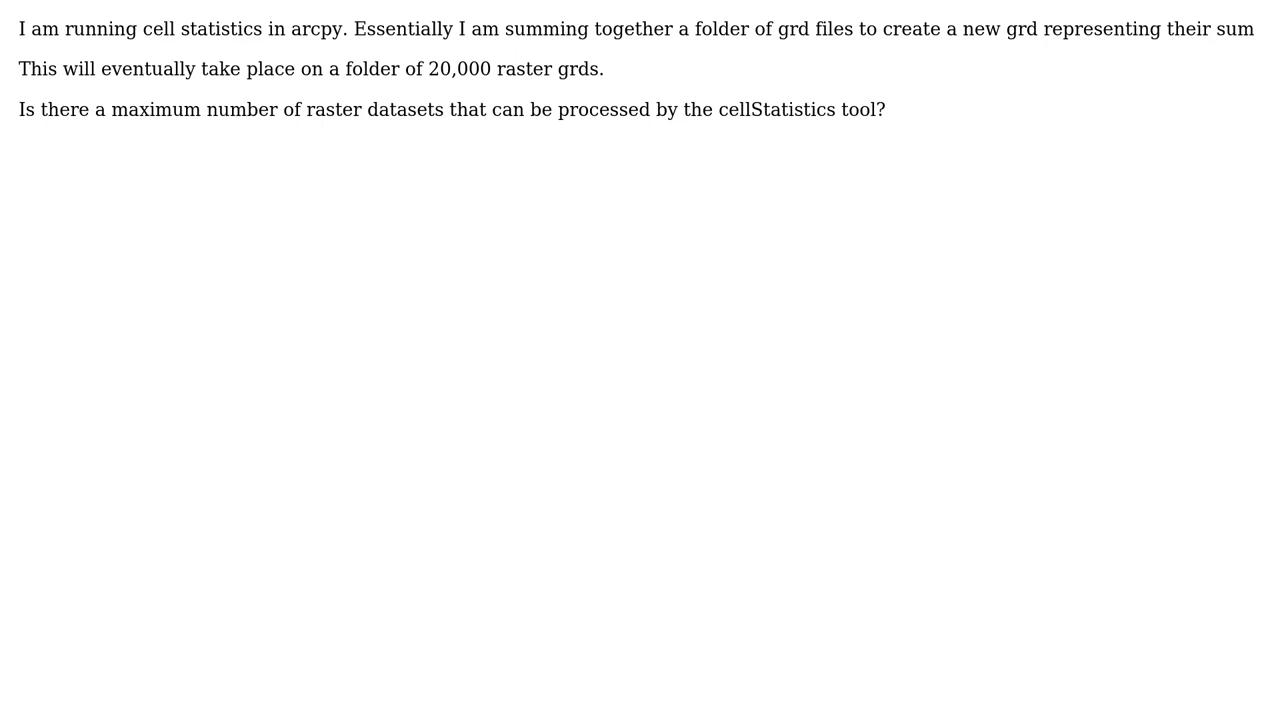 I am running cell statistics in arcpy. Essentially I am summing together a folder of grd files to create a new grd representing their sum
This will eventually take place on a folder of 20,000 raster grds.
Is there a maximum number of raster datasets that can be processed by the cellStatistics tool?